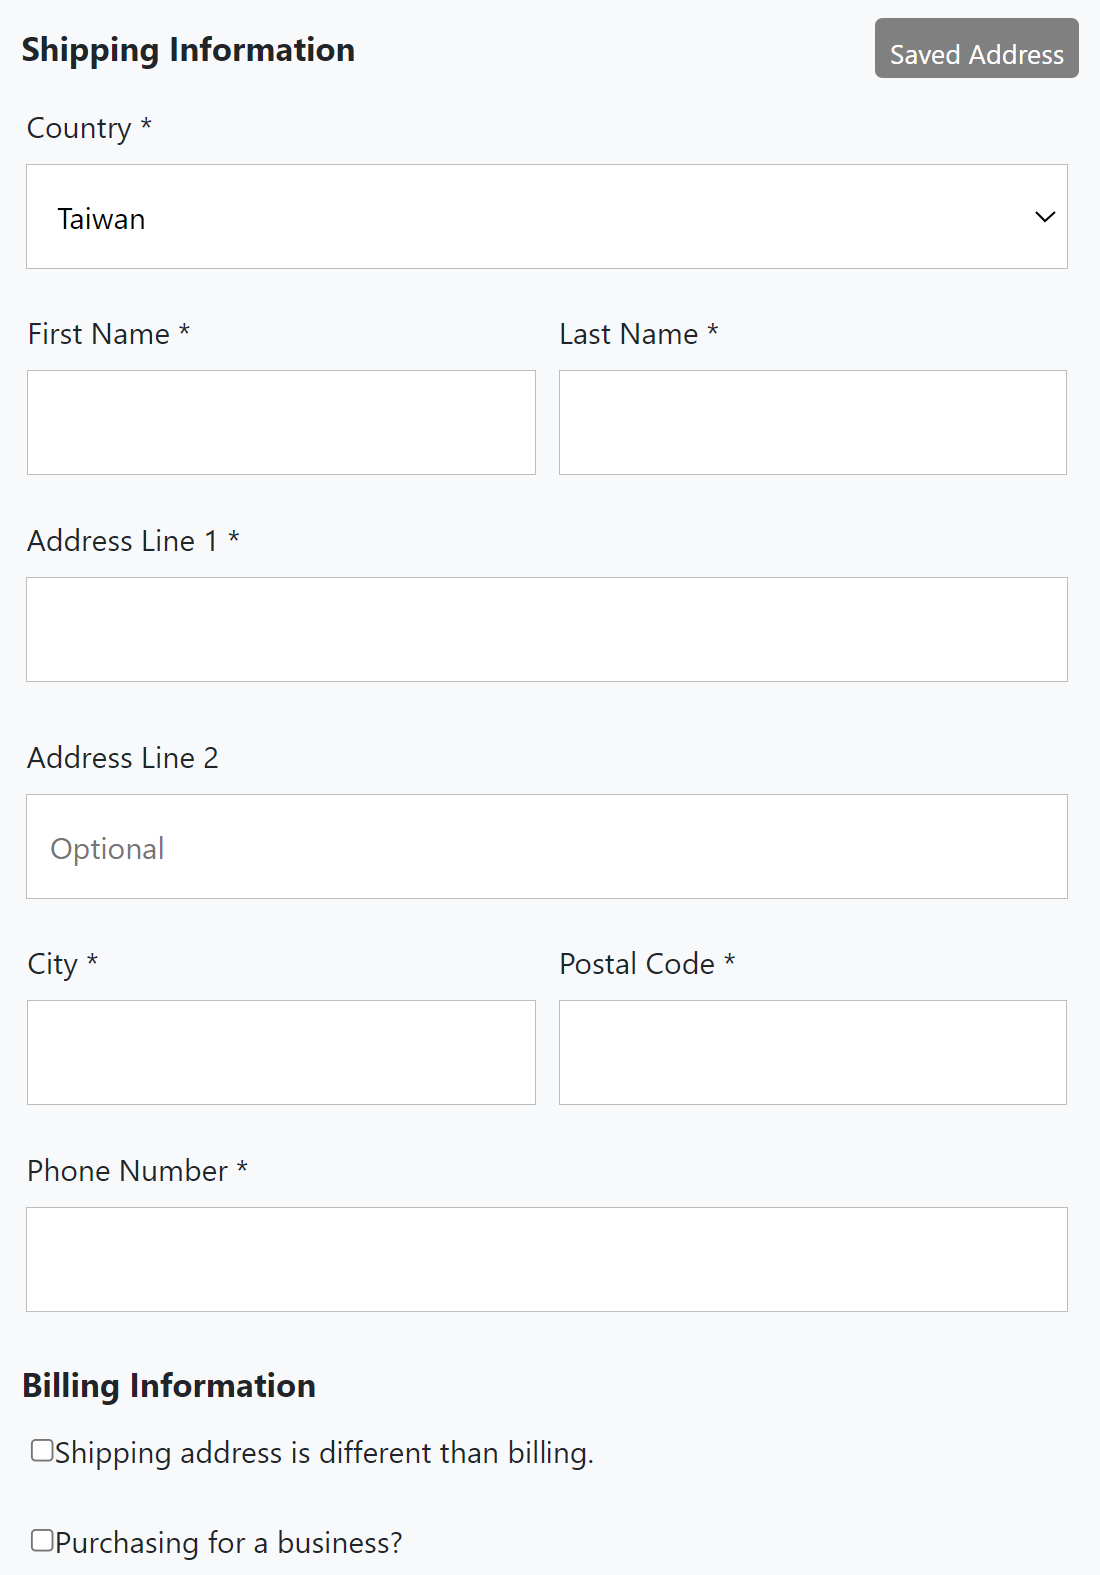 Shipping Information
Saved Address
Country *
Taiwan
First Name *
Last Name *
Address Line 1 *
Address Line 2
Optional
City *
Postal Code *
Phone Number *
Billing Information
Shipping address is different than billing.
Purchasing for a business?